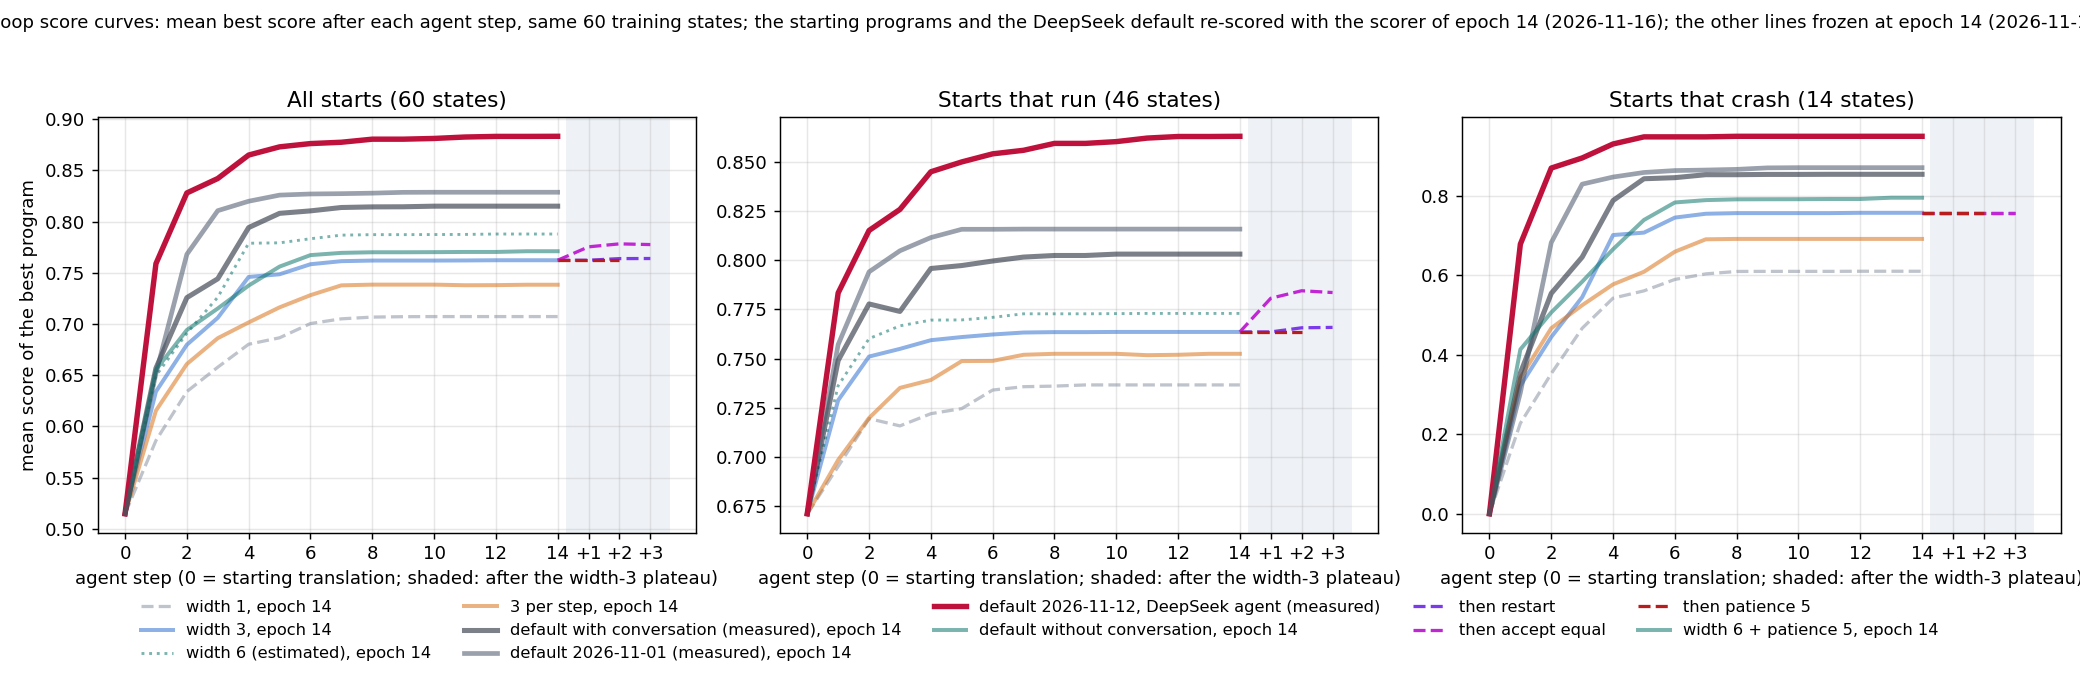 oop score curves: mean best score after each agent step, same 60 training states; the starting programs and the DeepSeek default re-scored with the scorer of epoch 14 (2026-11-16); the other lines frozen at epoch 14 (2026-11-
All starts (60 states)
Starts that run (46 states)
Starts that crash (14 states)
mean score of the best program
0.90
0.85
0.80
0.75
0.70
0.65
0.60
0.55
0.50
0.850
0.825
0.800
0.775
0.750
0.725
0.700
0.675
0.8
0.6
0.4
0.2
0.0
0 2 4 6 8 10 12 14 +1 +2 +3
0 2 4 6 8 10 12 14 +1 +2 +3
0 2 4 6 8 10 12 14 +1 +2 +3
agent step (0 = starting translation; shaded: after the width-3 plateau)
agent step (0 = starting translation; shaded: after the width-3 plateau)
agent step (0 = starting translation; shaded: after the width-3 plateau)
width 1, epoch 14
width 3, epoch 14
width 6 (estimated), epoch 14
3 per step, epoch 14
default with conversation (measured), epoch 14
default 2026-11-01 (measured), epoch 14
default 2026-11-12, DeepSeek agent (measured)
default without conversation, epoch 14
then restart
then accept equal
then patience 5
width 6 + patience 5, epoch 14